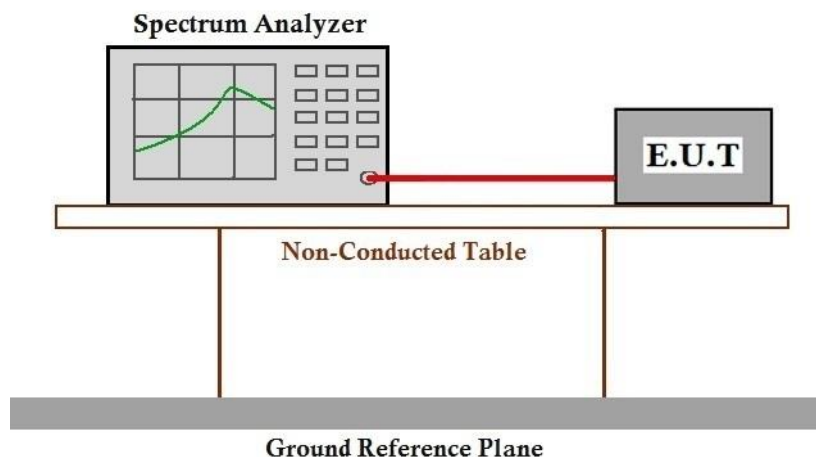 Spectrum Analyzer
E.U.T
Non-Conducted Table
Ground Reference Plane